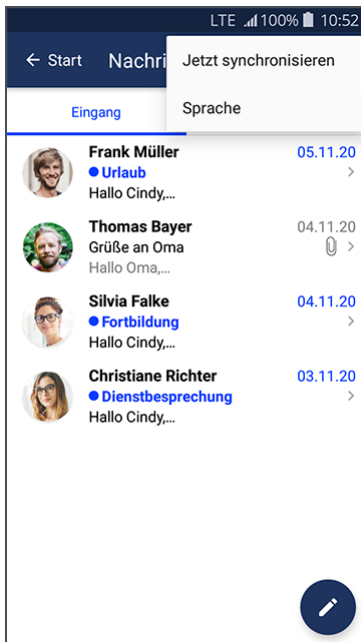 LTE 100% 10:52
← Start Nachri
Jetzt synchronisieren
Sprache
Eingang
Frank Müller 05.11.20
Urlaub
Hallo Cindy,...
Thomas Bayer 04.11.20
Grüße an Oma
Hallo Oma,...
Silvia Falke 04.11.20
Fortbildung
Hallo Cindy,...
Christiane Richter 03.11.20
Dienstbesprechung
Hallo Cindy,...